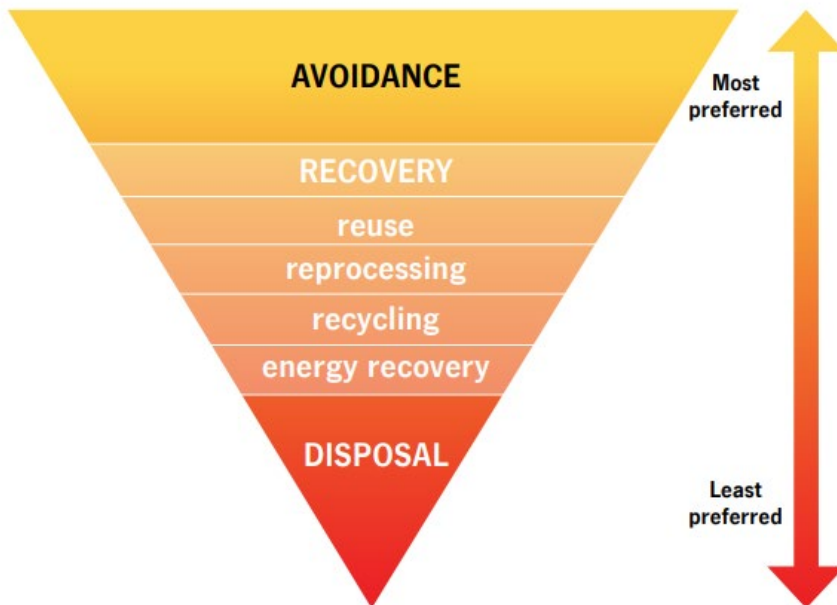 AVOIDANCE
Most
preferred
RECOVERY
reuse
reprocessing
recycling
energy recovery
DISPOSAL
Least
preferred